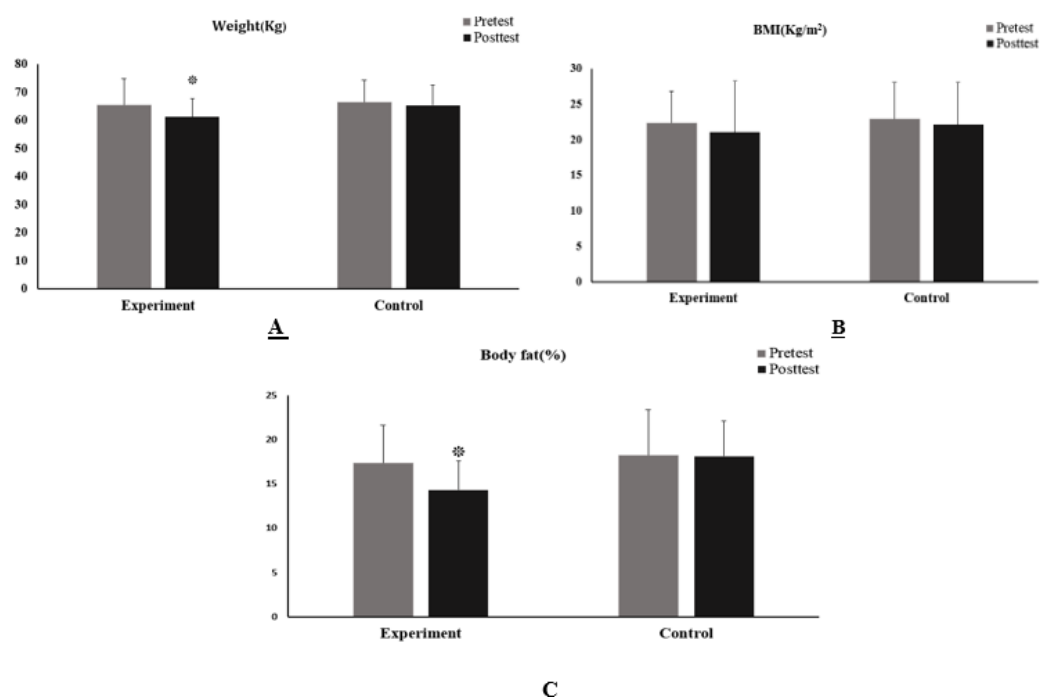 Weight(Kg)
Pretest
Posttest
80
70
60
50
40
30
20
10
0
Experiment
Control
A
BMI(Kg/m²)
Pretest
Posttest
30
25
20
15
10
5
0
Experiment
Control
B
Body fat(%)
Pretest
Posttest
25
20
15
10
5
0
Experiment
Control
C